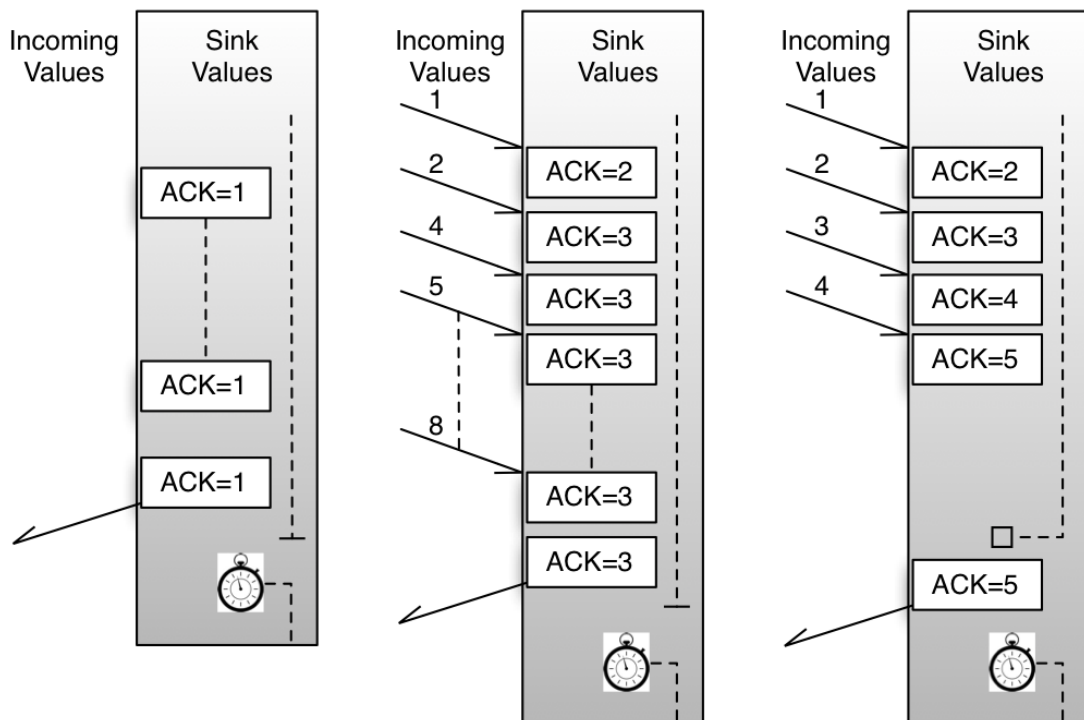 Incoming
Values
Sink
Values
ACK=1
ACK=1
ACK=1
Incoming
Values
Sink
Values
1
ACK=2
2
ACK=3
4
ACK=3
5
ACK=3
8
ACK=3
ACK=3
Incoming
Values
Sink
Values
1
ACK=2
2
ACK=3
3
ACK=4
4
ACK=5
ACK=5